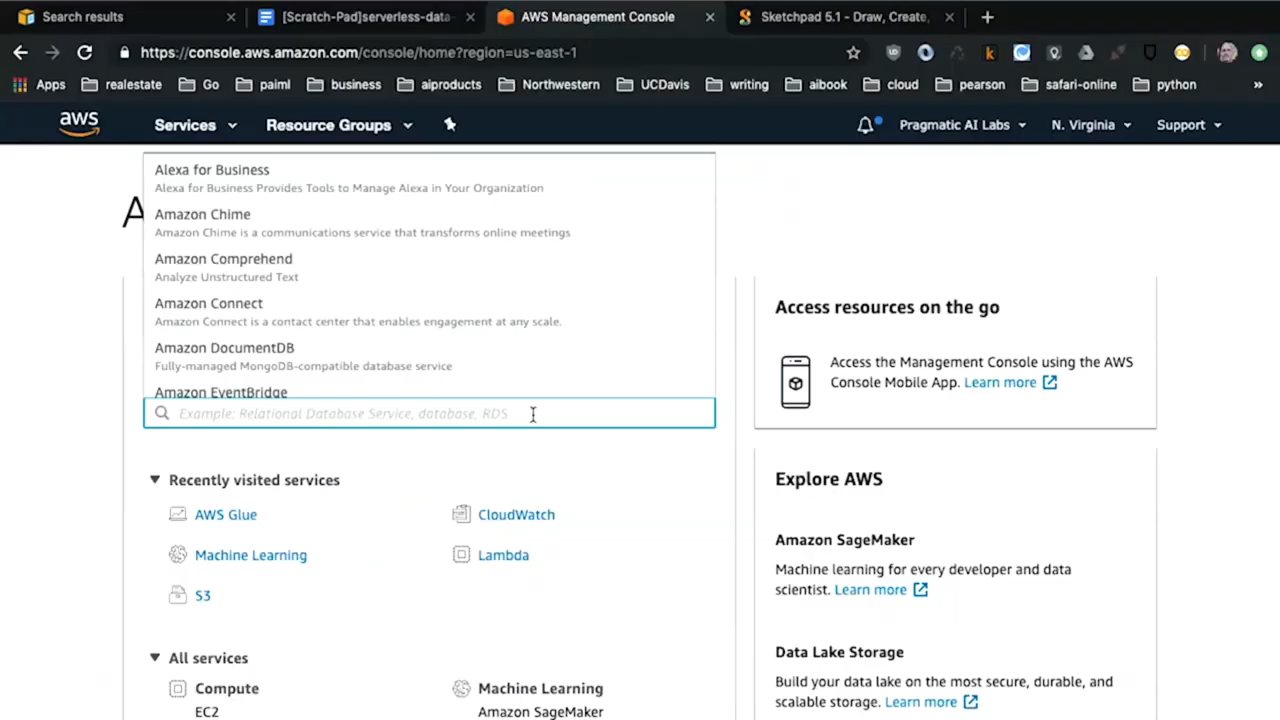 Search results
[Scratch-Pad]serverless-data-
AWS Management Console
Sketchpad 5.1 - Draw, Create,
https://console.aws.amazon.com/console/home?region=us-east-1
Apps
realestate
Go
paiml
business
aiproducts
Northwestern
UCDavis
writing
aibook
cloud
pearson
safari-online
python
»
aws
Services
Resource Groups
Pragmatic AI Labs
N. Virginia
Support
A
Alexa for Business
Alexa for Business Provides Tools to Manage Alexa in Your Organization
Amazon Chime
Amazon Chime is a communications service that transforms online meetings
Amazon Comprehend
Analyze Unstructured Text
Amazon Connect
Amazon Connect is a contact center that enables engagement at any scale.
Amazon DocumentDB
Fully-managed MongoDB-compatible database service
Amazon EventBridge
Example: Relational Database Service, database, RDS
Recently visited services
AWS Glue
CloudWatch
Machine Learning
Lambda
S3
All services
Compute
EC2
Machine Learning
Amazon SageMaker
Access resources on the go
Access the Management Console using the AWS
Console Mobile App. Learn more
Explore AWS
Amazon SageMaker
Machine learning for every developer and data
scientist. Learn more
Data Lake Storage
Build your data lake on the most secure, durable, and
scalable storage. Learn more